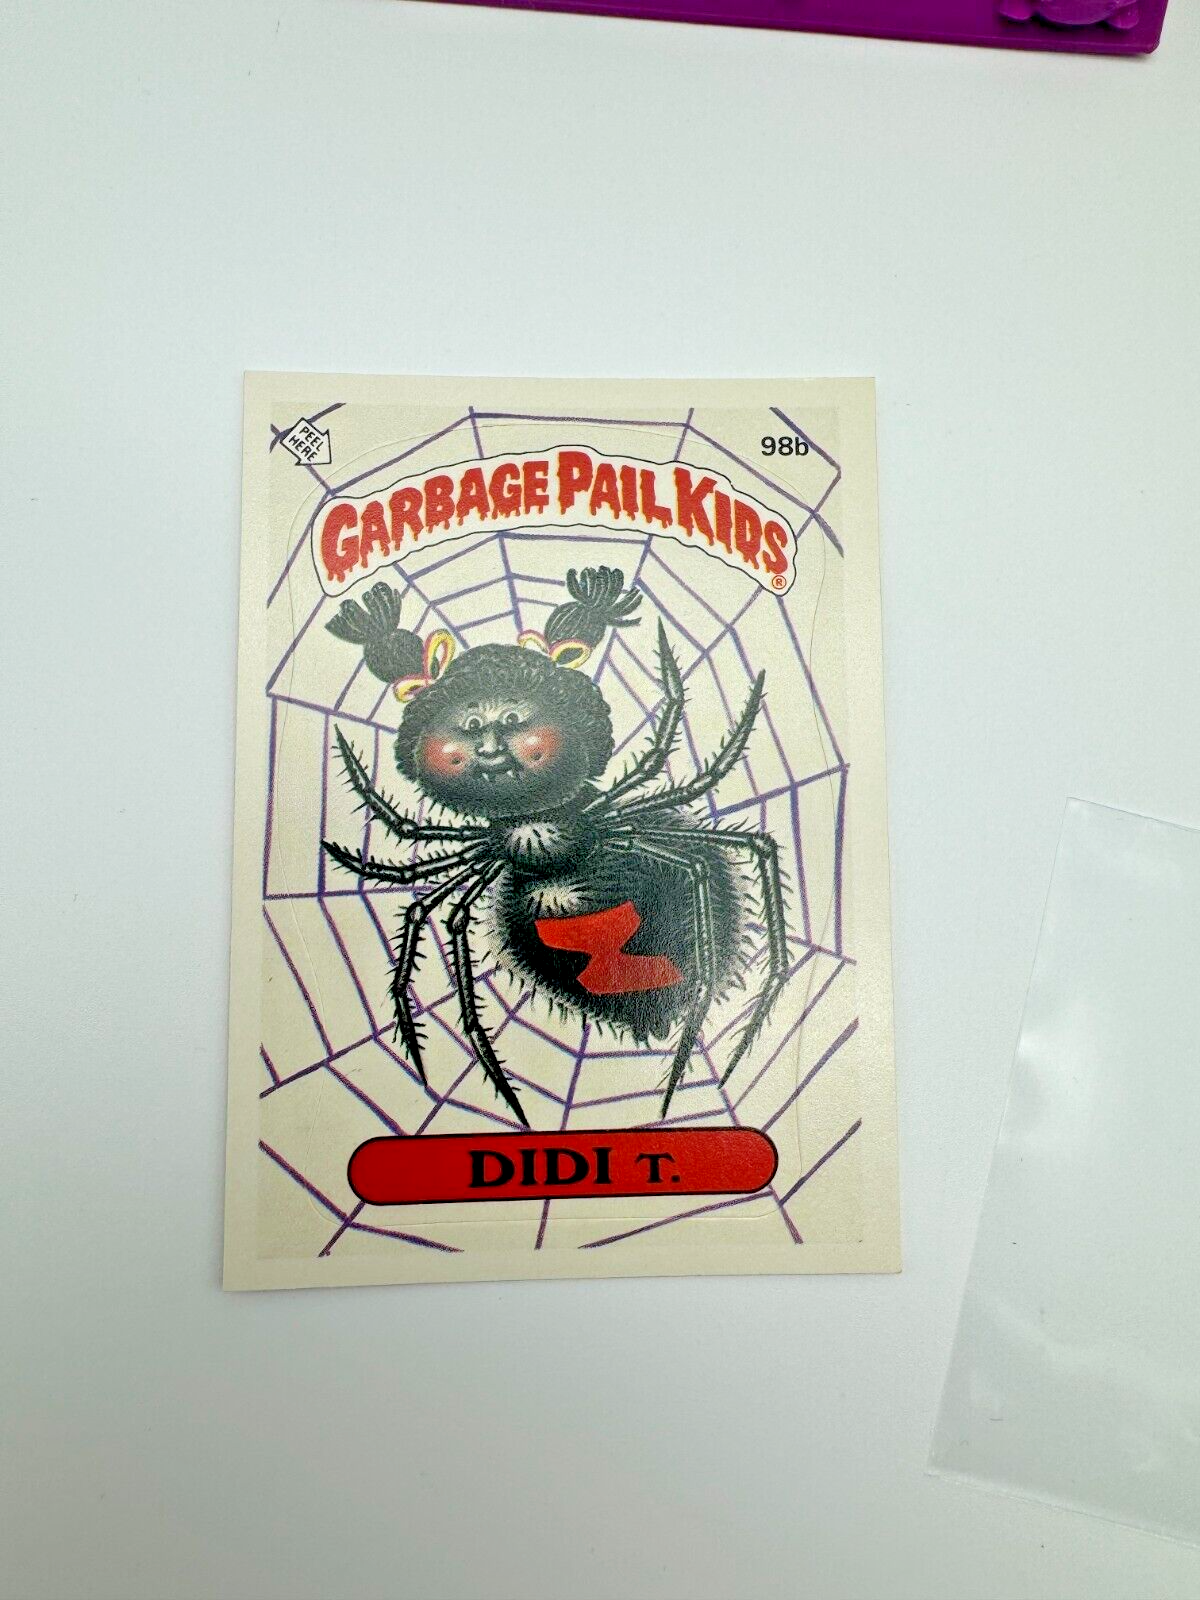 PEEL
HERE
98b
GARBAGE PAIL KIDS
®
DIDI T.